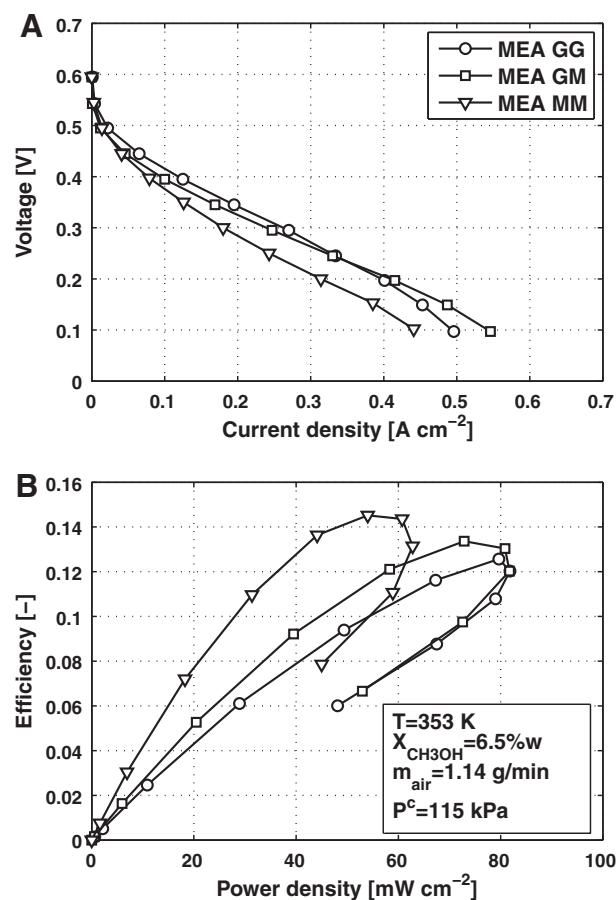 A
0.7
0.6
0.5
0.4
0.3
0.2
0.1
0
Voltage [V]
MEA GG
MEA GM
MEA MM
0 0.1 0.2 0.3 0.4 0.5 0.6 0.7
Current density [A cm⁻²]
B
0.16
0.14
0.12
0.1
0.08
0.06
0.04
0.02
0
Efficiency [−]
T=353 K
X_CH3OH=6.5%w
m_air=1.14 g/min
P^c=115 kPa
0 20 40 60 80 100
Power density [mW cm⁻²]